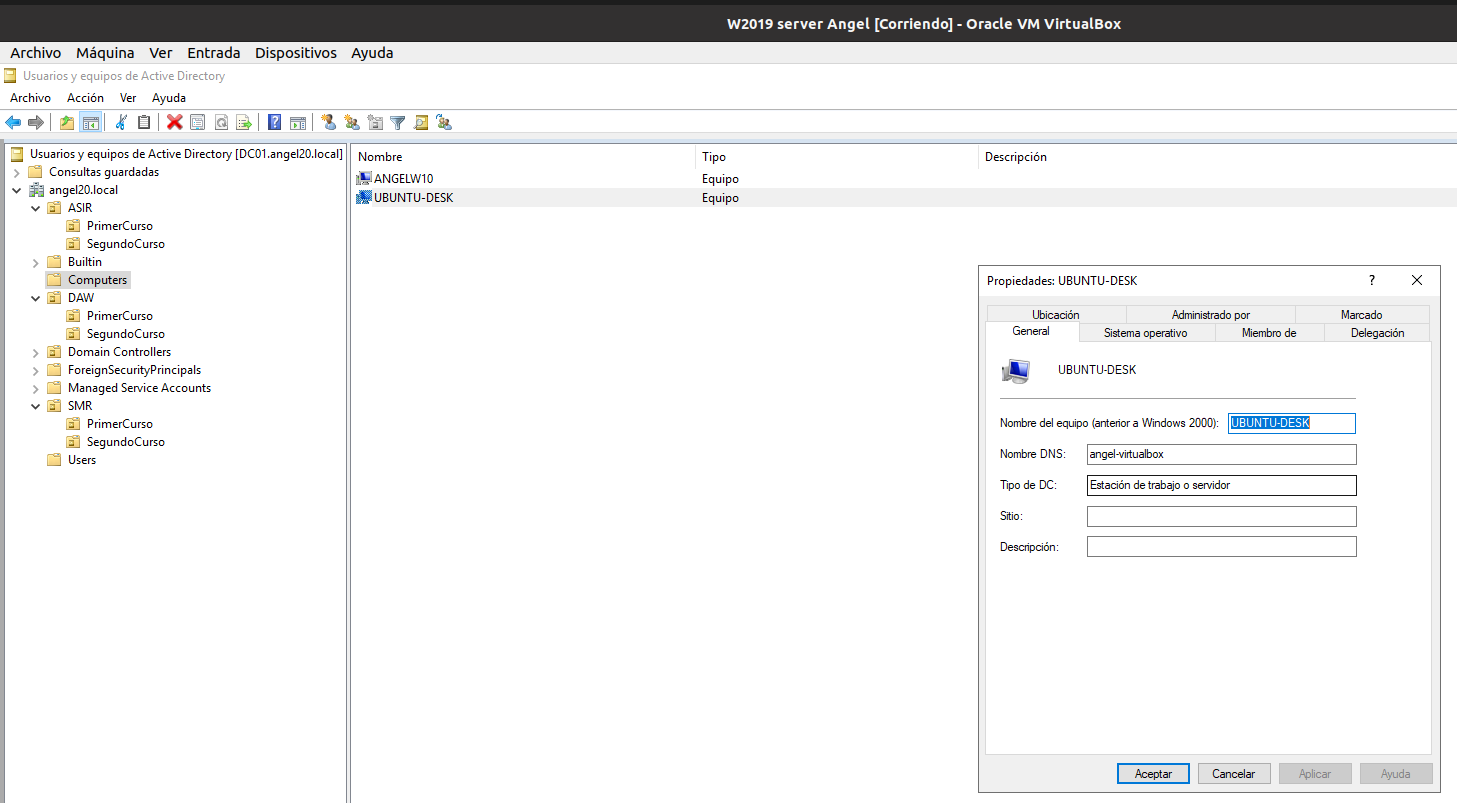 W2019 server Angel [Corriendo] - Oracle VM VirtualBox
Archivo Máquina Ver Entrada Dispositivos Ayuda
Usuarios y equipos de Active Directory
Archivo Acción Ver Ayuda
Usuarios y equipos de Active Directory [DC01.angel20.local]
Consultas guardadas
angel20.local
ASIR
PrimerCurso
SegundoCurso
Builtin
Computers
DAW
PrimerCurso
SegundoCurso
Domain Controllers
ForeignSecurityPrincipals
Managed Service Accounts
SMR
PrimerCurso
SegundoCurso
Users
Nombre Tipo Descripción
ANGELW10 Equipo
UBUNTU-DESK Equipo
Propiedades: UBUNTU-DESK ?
Ubicación Administrado por Marcado
General Sistema operativo Miembro de Delegación
UBUNTU-DESK
Nombre del equipo (anterior a Windows 2000): UBUNTU-DESK
Nombre DNS: angel-virtualbox
Tipo de DC: Estación de trabajo o servidor
Sitio:
Descripción:
Aceptar Cancelar Aplicar Ayuda